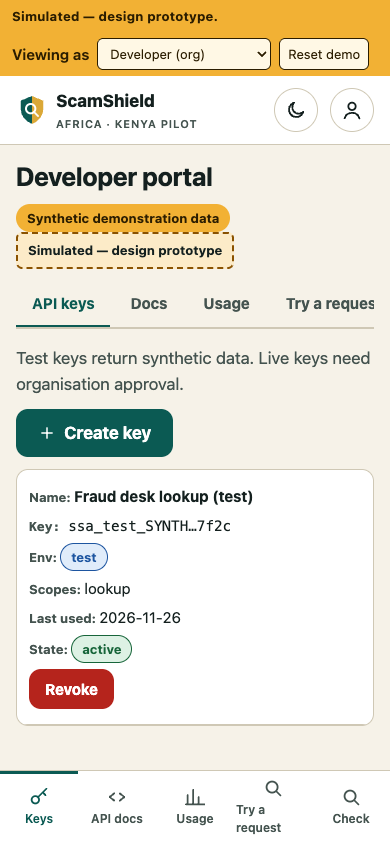 Simulated — design prototype.
Viewing as Developer (org) Reset demo
ScamShield
AFRICA · KENYA PILOT
Developer portal
Synthetic demonstration data
Simulated — design prototype
API keys Docs Usage Try a reques
Test keys return synthetic data. Live keys need
organisation approval.
+ Create key
Name: Fraud desk lookup (test)
Key: ssa_test_SYNTH…7f2c
Env: test
Scopes: lookup
Last used: 2026-11-26
State: active
Revoke
Keys API docs Usage Try a request Check